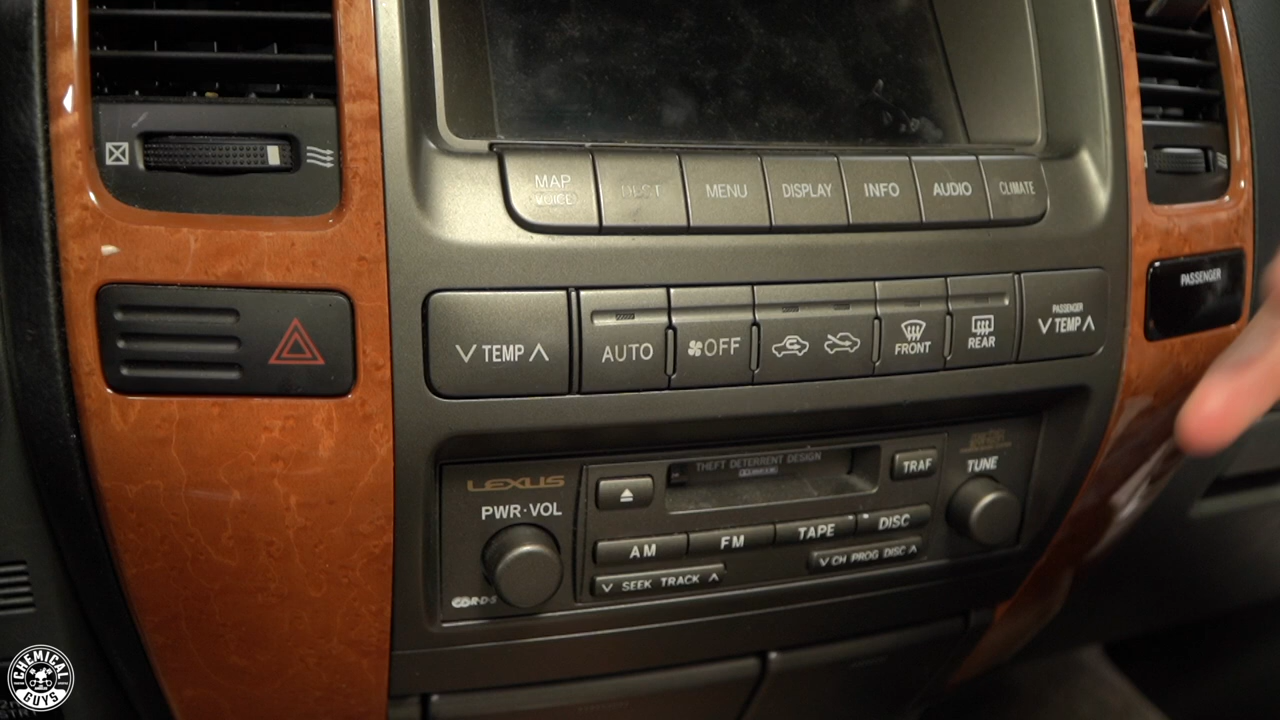 MAP
VOICE
MENU
DISPLAY
INFO
AUDIO
CLIMATE
PASSENGER
∨ TEMP ∧
AUTO
OFF
FRONT
REAR
PASSENGER
∨ TEMP ∧
LEXUS
PWR·VOL
THEFT DETERRENT DESIGN
TRAF
TUNE
AM
FM
TAPE
DISC
∨ SEEK TRACK ∧
∨ CH PROG DISC ∧
R·D·S
CHEMICAL
GUYS